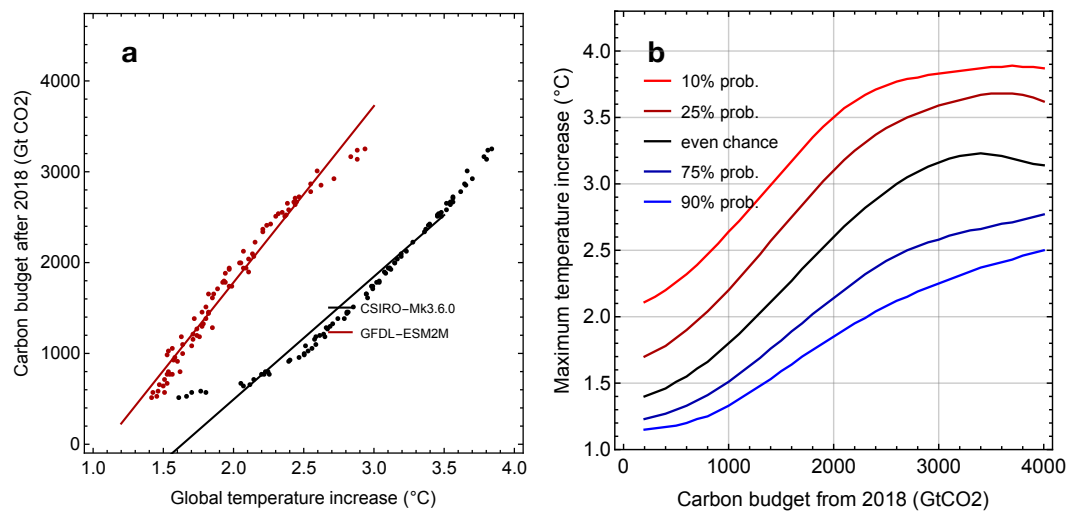 a
Carbon budget after 2018 (Gt CO2)
4000
3000
2000
1000
0
CSIRO−Mk3.6.0
GFDL−ESM2M
1.0 1.5 2.0 2.5 3.0 3.5 4.0
Global temperature increase (°C)
b
Maximum temperature increase (°C)
4.0
3.5
3.0
2.5
2.0
1.5
1.0
10% prob.
25% prob.
even chance
75% prob.
90% prob.
0 1000 2000 3000 4000
Carbon budget from 2018 (GtCO2)